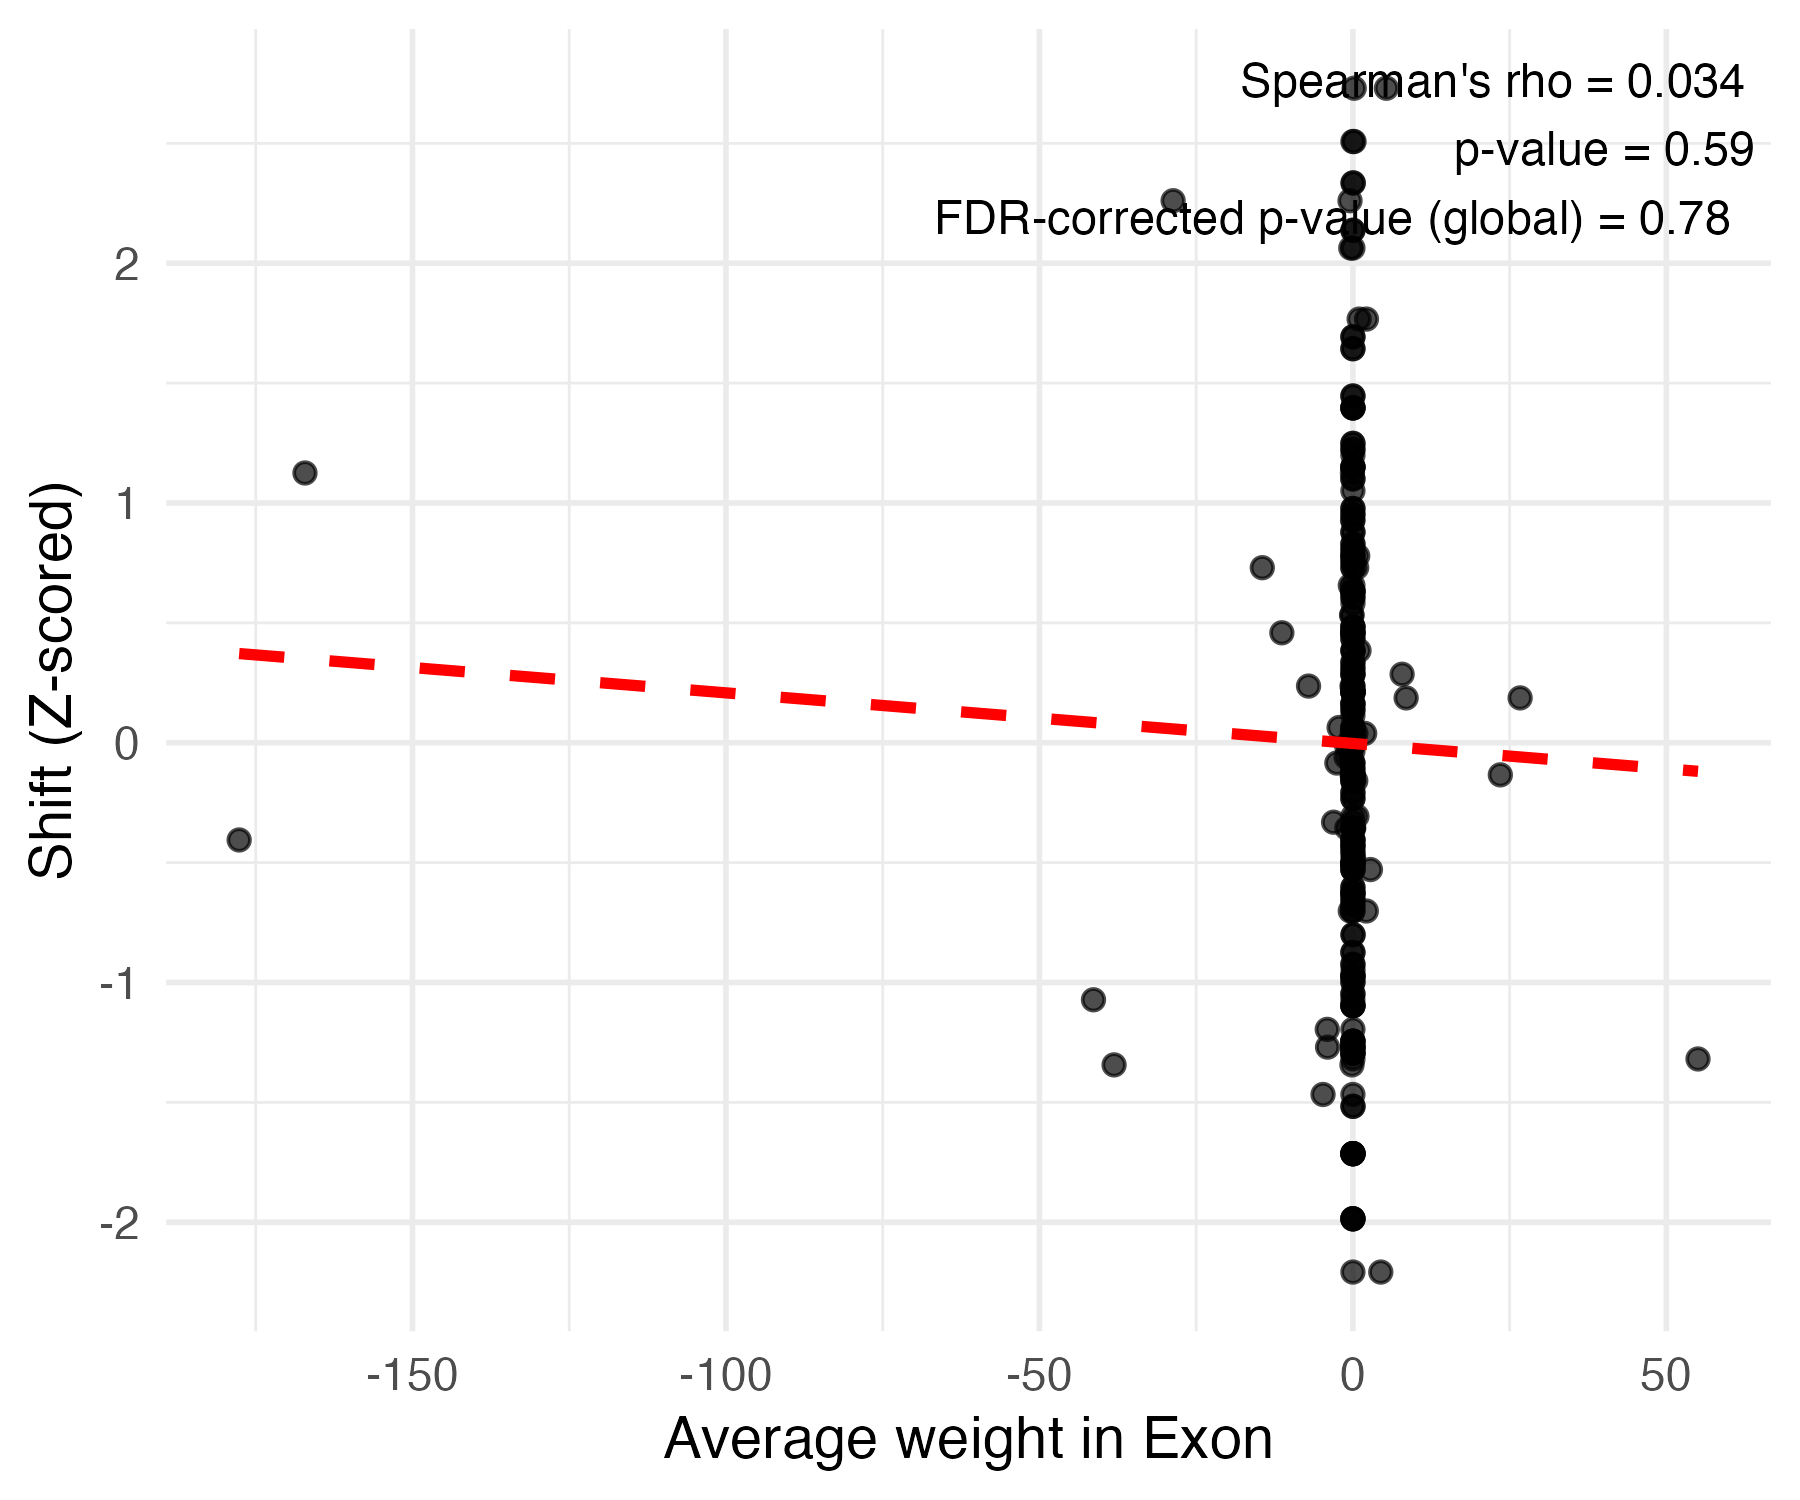 Spearman's rho = 0.034
p-value = 0.59
FDR-corrected p-value (global) = 0.78
Shift (Z-scored)
2
1
0
-1
-2
-150
-100
-50
0
50
Average weight in Exon